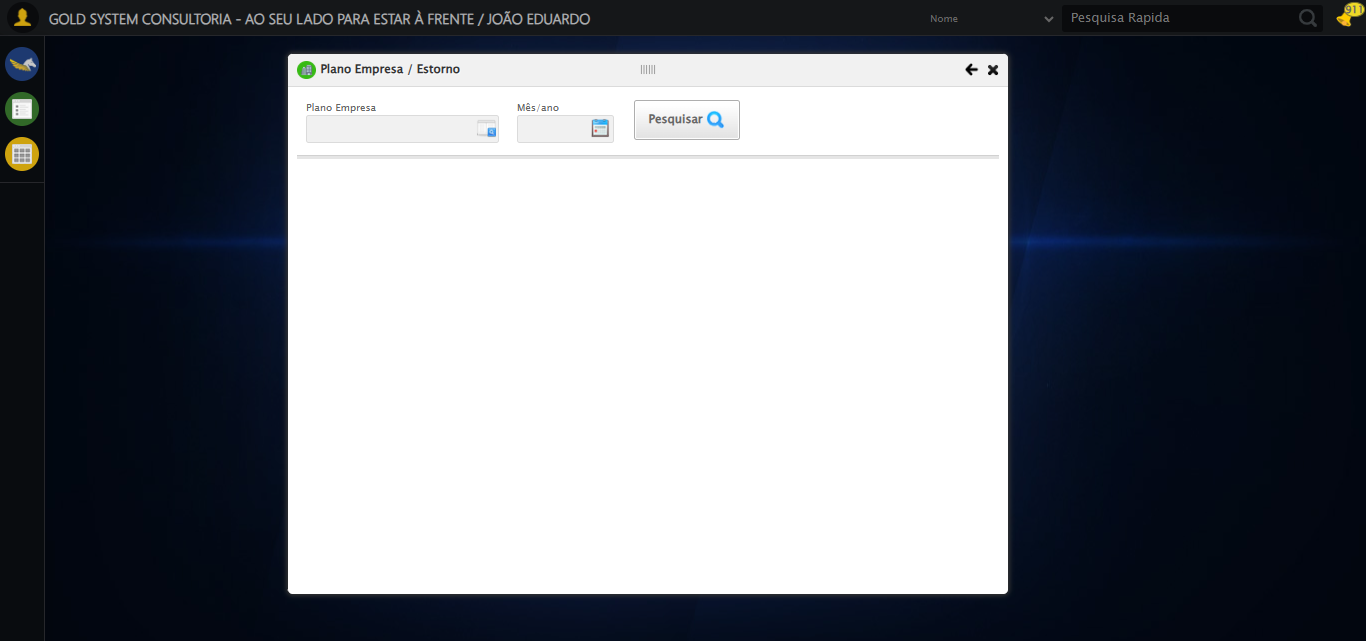 GOLD SYSTEM CONSULTORIA - AO SEU LADO PARA ESTAR À FRENTE / JOÃO EDUARDO
Nome
Pesquisa Rapida
911
Plano Empresa / Estorno
Plano Empresa
Mês/ano
Pesquisar